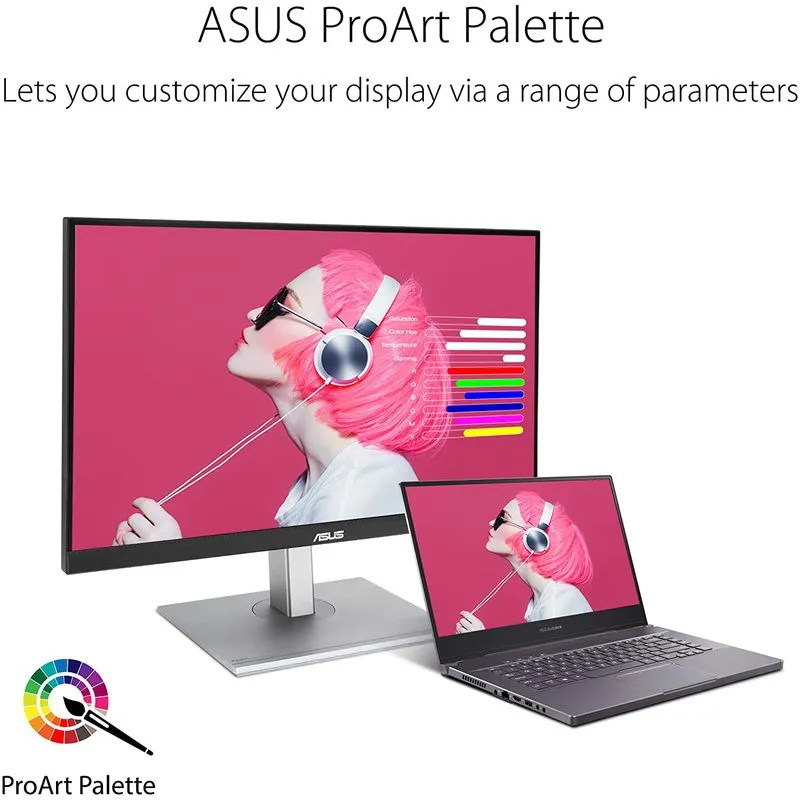 ASUS ProArt Palette
Lets you customize your display via a range of parameters
Saturation
Color Hue
Temperature
Gamma
R
G
B
C
M
Y
ASUS
ProArt Palette